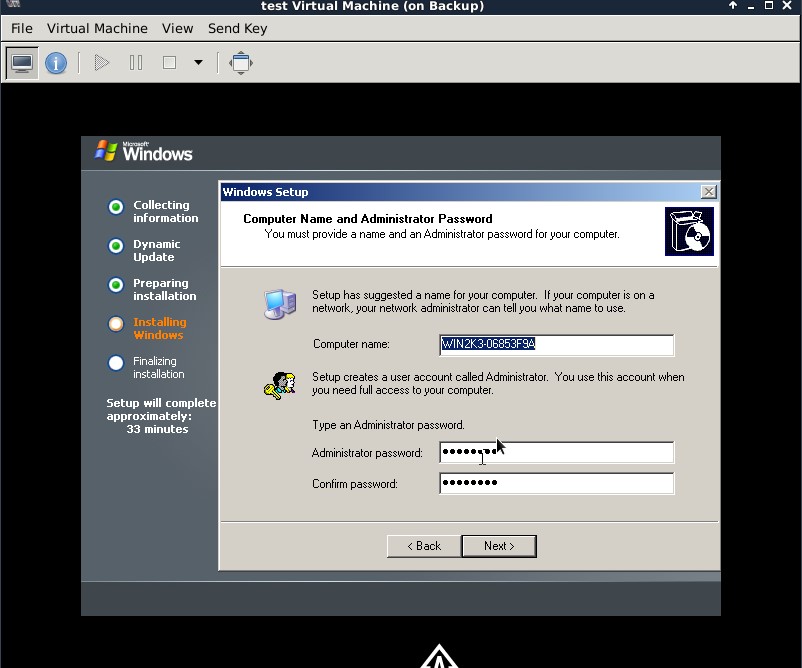 test Virtual Machine (on Backup)
File Virtual Machine View Send Key
Microsoft
Windows
Collecting
information
Dynamic
Update
Preparing
installation
Installing
Windows
Finalizing
installation
Setup will complete
approximately:
33 minutes
Windows Setup
Computer Name and Administrator Password
You must provide a name and an Administrator password for your computer.
Setup has suggested a name for your computer. If your computer is on a
network, your network administrator can tell you what name to use.
Computer name: WIN2K3-06853F9A
Setup creates a user account called Administrator. You use this account when
you need full access to your computer.
Type an Administrator password.
Administrator password: ••••••••
Confirm password: ••••••••
< Back Next >